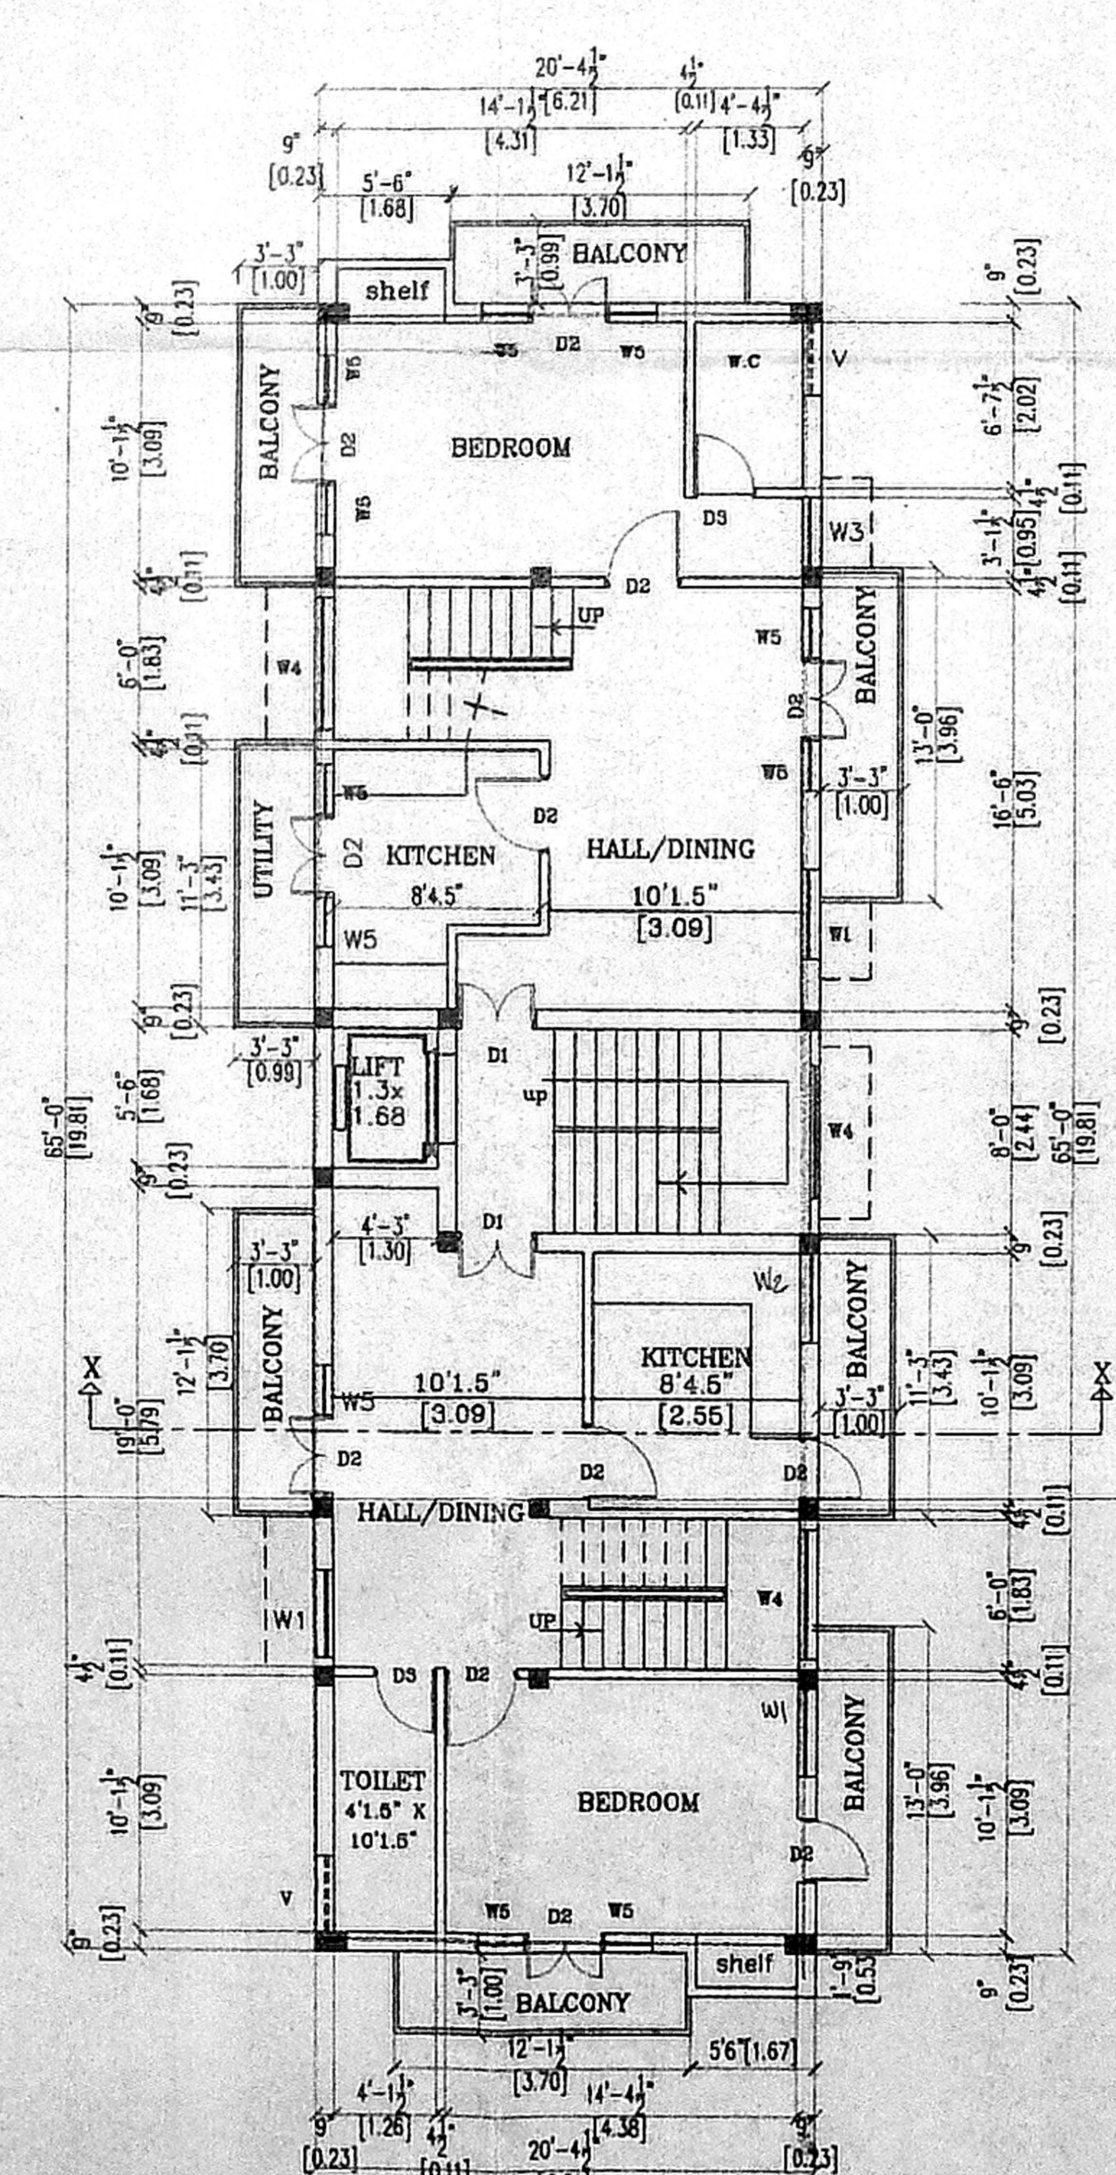 20'-4½"
[6.21]
4½"
[0.11]
14'-1½"
[4.31]
4'-4½"
[1.33]
9"
[0.23]
9"
[0.23]
5'-6"
[1.68]
12'-1½"
[3.70]
3'-3"
[1.00]
3'-3"
[0.99]
BALCONY
shelf
9"
[0.23]
9"
[0.23]
W5
D2
W5
W.C
V
W5
BALCONY
D2
BEDROOM
10'-1½"
[3.09]
6'-7½"
[2.02]
W5
D3
W3
4½"
[0.11]
3'-1½"
[0.95]
4½"
[0.11]
4½"
[0.11]
D2
UP
W5
BALCONY
6'-0"
[1.83]
W4
D2
13'-0"
[3.96]
4½"
[0.11]
W5
W5
3'-3"
[1.00]
16'-6"
[5.03]
D2
UTILITY
D2
KITCHEN
8'4.5"
HALL/DINING
10'1.5"
[3.09]
10'-1½"
[3.09]
11'-3"
[3.43]
W5
W1
9"
[0.23]
9"
[0.23]
3'-3"
[0.99]
D1
LIFT
1.3x
1.68
up
5'-6"
[1.68]
65'-0"
[19.81]
W4
8'-0"
[2.44]
65'-0"
[19.81]
9"
[0.23]
4'-3"
[1.30]
D1
9"
[0.23]
3'-3"
[1.00]
W2
BALCONY
BALCONY
12'-1½"
[3.70]
KITCHEN
8'4.5"
[2.55]
10'1.5"
[3.09]
W5
3'-3"
[1.00]
11'-3"
[3.43]
10'-1½"
[3.09]
X
X
19'-0"
[5.79]
D2
D2
D2
HALL/DINING
4½"
[0.11]
W4
6'-0"
[1.83]
W1
UP
4½"
[0.11]
D3
D2
4½"
[0.11]
W1
BALCONY
TOILET
4'1.5" X
10'1.5"
BEDROOM
10'-1½"
[3.09]
13'-0"
[3.96]
10'-1½"
[3.09]
D2
V
W5
D2
W5
9"
[0.23]
shelf
1'-9"
[0.53
9"
[0.23]
3'-3"
[1.00]
BALCONY
12'-1½"
[3.70]
5'6"[1.67]
4'-1½"
[1.26]
14'-4½"
[4.38]
9"
[0.23]
4½"
[0.11]
20'-4½"
9"
[0.23]